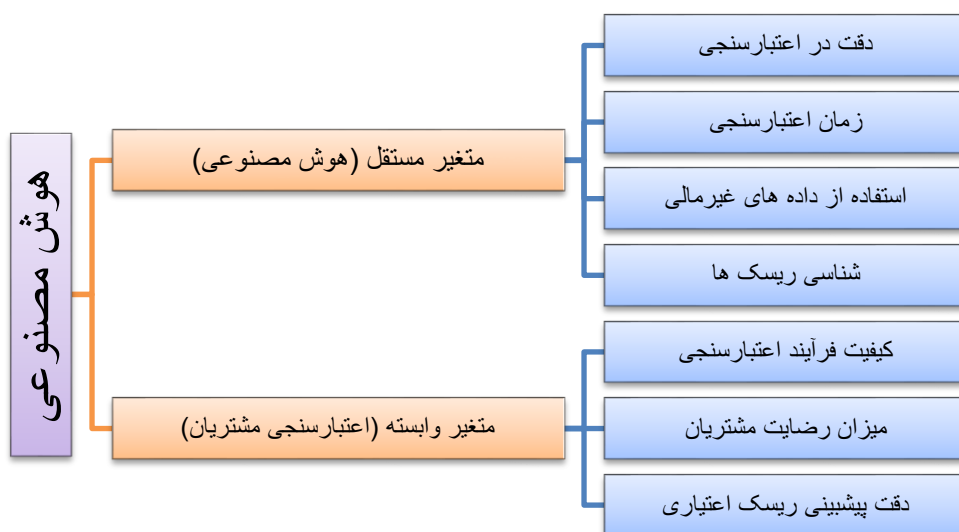 هوش مصنوعی
متغیر مستقل (هوش مصنوعی)
دقت در اعتبارسنجی
زمان اعتبارسنجی
استفاده از داده های غیرمالی
شناسی ریسک ها
متغیر وابسته (اعتبارسنجی مشتریان)
کیفیت فرآیند اعتبارسنجی
میزان رضایت مشتریان
دقت پیشبینی ریسک اعتیاری